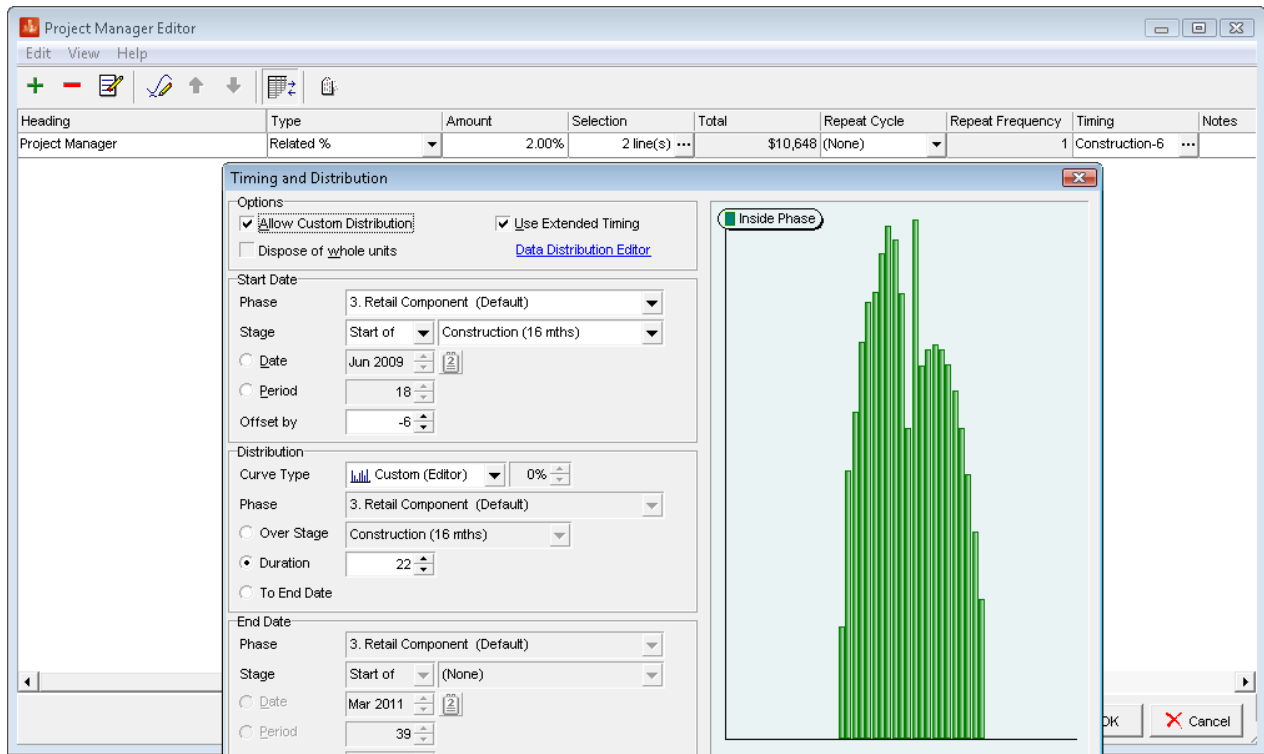 Project Manager Editor
Edit View Help
Heading Type Amount Selection Total Repeat Cycle Repeat Frequency Timing Notes
Project Manager Related % 2.00% 2 line(s) ... $10,648 (None) 1 Construction-6 ...
Timing and Distribution
Options
Allow Custom Distribution Use Extended Timing
Dispose of whole units Data Distribution Editor
Inside Phase
Start Date
Phase 3. Retail Component (Default)
Stage Start of Construction (16 mths)
Date Jun 2009 2
Period 18
Offset by -6
Distribution
Curve Type Custom (Editor) 0%
Phase 3. Retail Component (Default)
Over Stage Construction (16 mths)
Duration 22
To End Date
End Date
Phase 3. Retail Component (Default)
Stage Start of (None)
Date Mar 2011 2
Period 39
Cancel